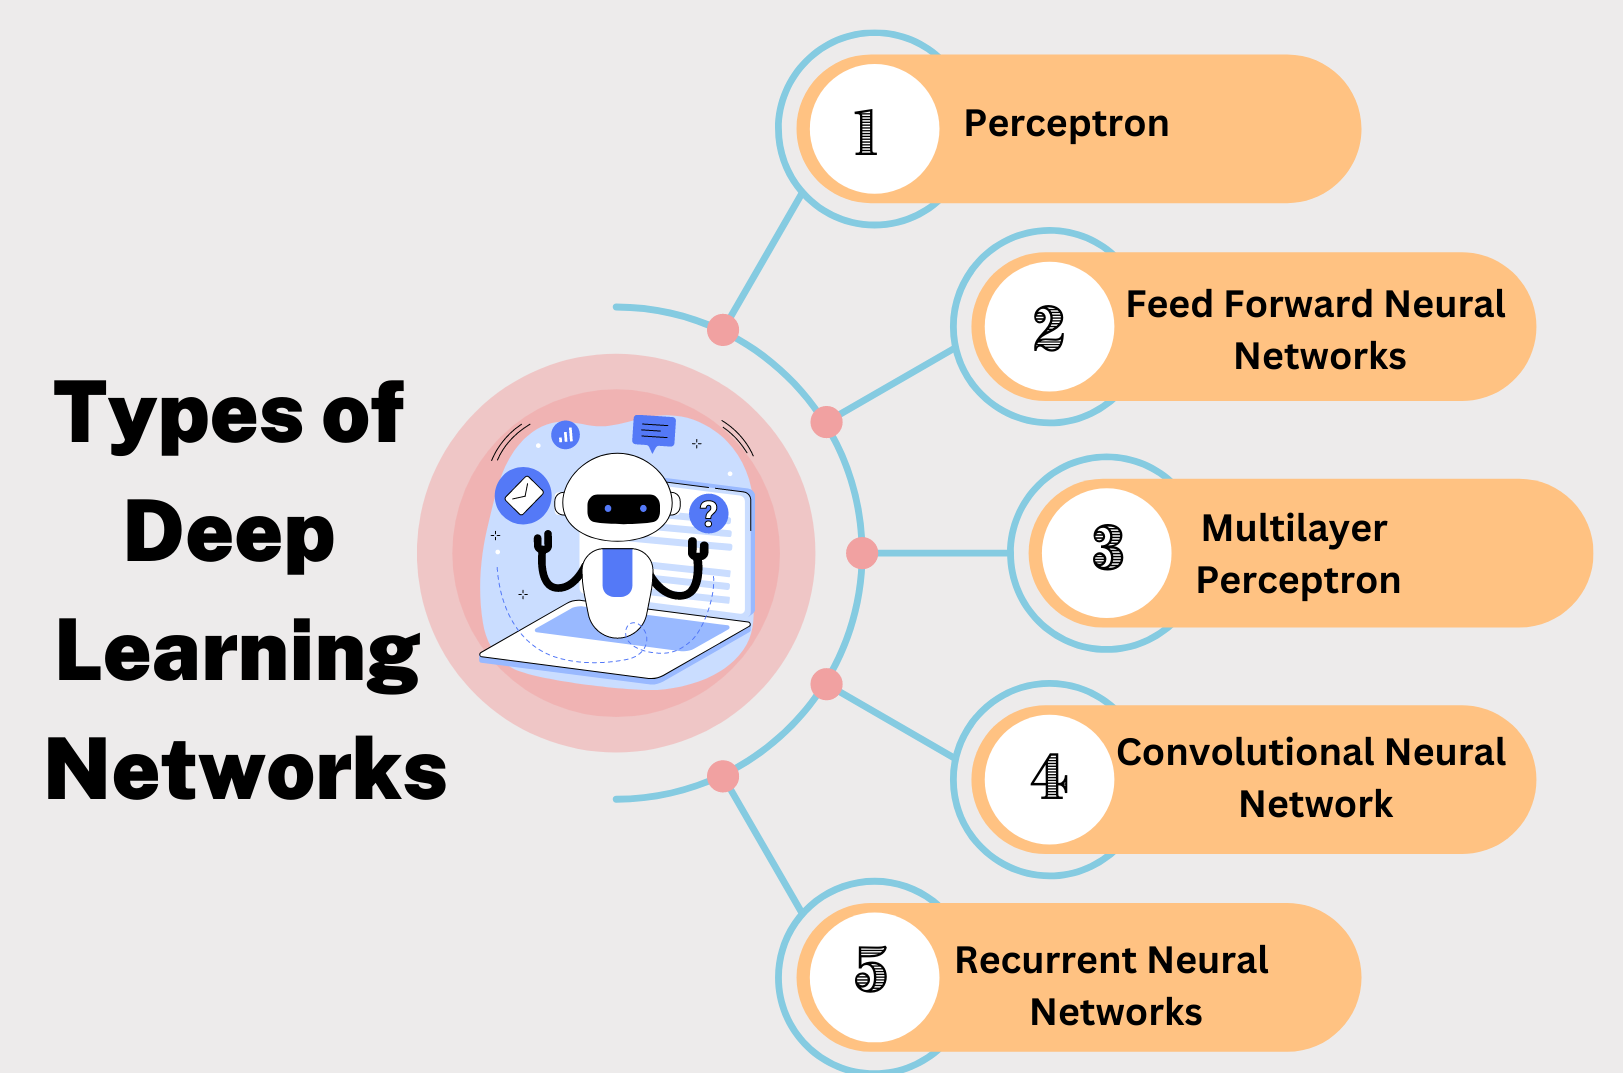 Types of
Deep
Learning
Networks
1
Perceptron
2
Feed Forward Neural
Networks
3
Multilayer
Perceptron
4
Convolutional Neural
Network
5
Recurrent Neural
Networks
?